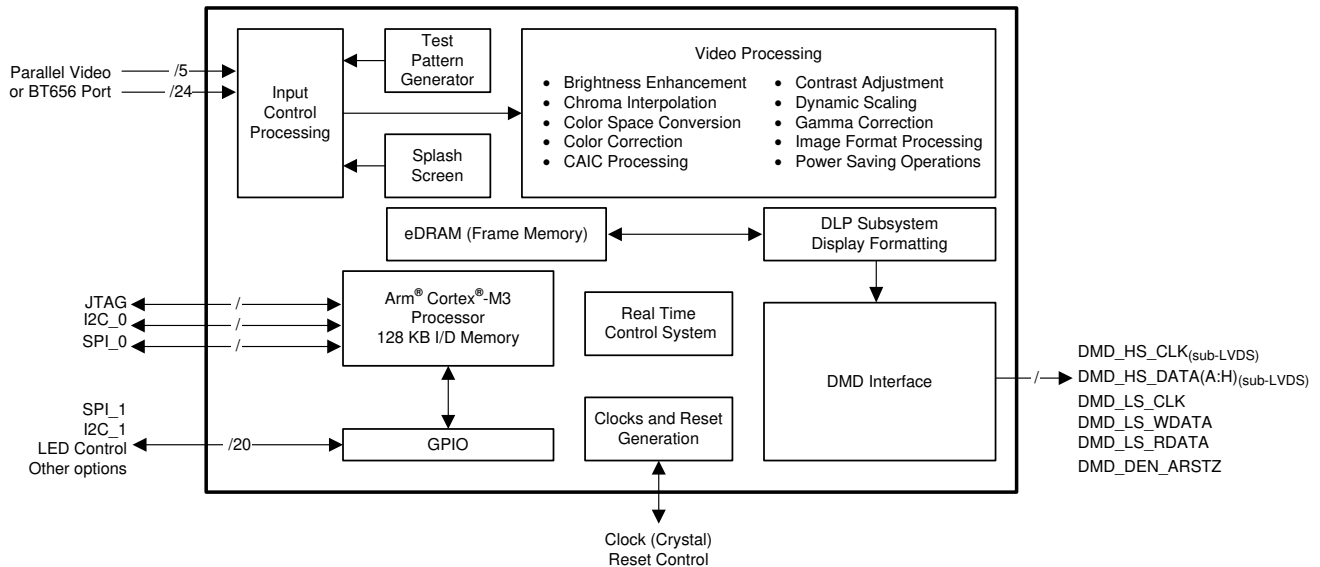 Parallel Video
or BT656 Port
/5
/24
Input
Control
Processing
Test
Pattern
Generator
Splash
Screen
Video Processing
• Brightness Enhancement
• Chroma Interpolation
• Color Space Conversion
• Color Correction
• CAIC Processing
• Contrast Adjustment
• Dynamic Scaling
• Gamma Correction
• Image Format Processing
• Power Saving Operations
eDRAM (Frame Memory)
DLP Subsystem
Display Formatting
JTAG
I2C_0
SPI_0
/
/
/
Arm® Cortex®-M3
Processor
128 KB I/D Memory
Real Time
Control System
DMD Interface
/
DMD_HS_CLK(sub-LVDS)
DMD_HS_DATA(A:H)(sub-LVDS)
DMD_LS_CLK
DMD_LS_WDATA
DMD_LS_RDATA
DMD_DEN_ARSTZ
SPI_1
I2C_1
LED Control
Other options
/20
GPIO
Clocks and Reset
Generation
Clock (Crystal)
Reset Control